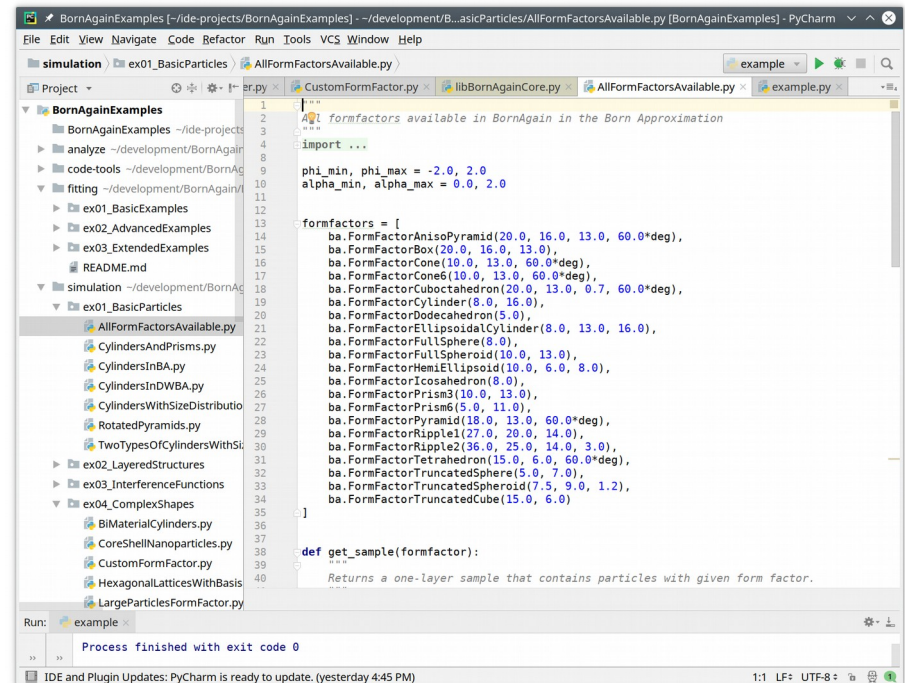 BornAgainExamples [~/ide-projects/BornAgainExamples] - ~/development/B...asicParticles/AllFormFactorsAvailable.py [BornAgainExamples] - PyCharm
File Edit View Navigate Code Refactor Run Tools VCS Window Help
simulation ex01_BasicParticles AllFormFactorsAvailable.py example
Project er.py CustomFormFactor.py libBornAgainCore.py AllFormFactorsAvailable.py example.py
BornAgainExamples
BornAgainExamples ~/ide-projects
analyze ~/development/BornAgain
code-tools ~/development/BornAg
fitting ~/development/BornAgain/
ex01_BasicExamples
ex02_AdvancedExamples
ex03_ExtendedExamples
README.md
simulation ~/development/BornAg
ex01_BasicParticles
AllFormFactorsAvailable.py
CylindersAndPrisms.py
CylindersInBA.py
CylindersInDWBA.py
CylindersWithSizeDistributio
RotatedPyramids.py
TwoTypesOfCylindersWithSi
ex02_LayeredStructures
ex03_InterferenceFunctions
ex04_ComplexShapes
BiMaterialCylinders.py
CoreShellNanoparticles.py
CustomFormFactor.py
HexagonalLatticesWithBasis
LargeParticlesFormFactor.py
1 """
2 All formfactors available in BornAgain in the Born Approximation
3 """
4 import ...
8
9 phi_min, phi_max = -2.0, 2.0
10 alpha_min, alpha_max = 0.0, 2.0
11
12
13 formfactors = [
14 ba.FormFactorAnisoPyramid(20.0, 16.0, 13.0, 60.0*deg),
15 ba.FormFactorBox(20.0, 16.0, 13.0),
16 ba.FormFactorCone(10.0, 13.0, 60.0*deg),
17 ba.FormFactorCone6(10.0, 13.0, 60.0*deg),
18 ba.FormFactorCuboctahedron(20.0, 13.0, 0.7, 60.0*deg),
19 ba.FormFactorCylinder(8.0, 16.0),
20 ba.FormFactorDodecahedron(5.0),
21 ba.FormFactorEllipsoidalCylinder(8.0, 13.0, 16.0),
22 ba.FormFactorFullSphere(8.0),
23 ba.FormFactorFullSpheroid(10.0, 13.0),
24 ba.FormFactorHemiEllipsoid(10.0, 6.0, 8.0),
25 ba.FormFactorIcosahedron(8.0),
26 ba.FormFactorPrism3(10.0, 13.0),
27 ba.FormFactorPrism6(5.0, 11.0),
28 ba.FormFactorPyramid(18.0, 13.0, 60.0*deg),
29 ba.FormFactorRipple1(27.0, 20.0, 14.0),
30 ba.FormFactorRipple2(36.0, 25.0, 14.0, 3.0),
31 ba.FormFactorTetrahedron(15.0, 6.0, 60.0*deg),
32 ba.FormFactorTruncatedSphere(5.0, 7.0),
33 ba.FormFactorTruncatedSpheroid(7.5, 9.0, 1.2),
34 ba.FormFactorTruncatedCube(15.0, 6.0)
35 ]
36
37
38 def get_sample(formfactor):
39 """
40 Returns a one-layer sample that contains particles with given form factor.
Run: example
Process finished with exit code 0
IDE and Plugin Updates: PyCharm is ready to update. (yesterday 4:45 PM) 1:1 LF UTF-8 1